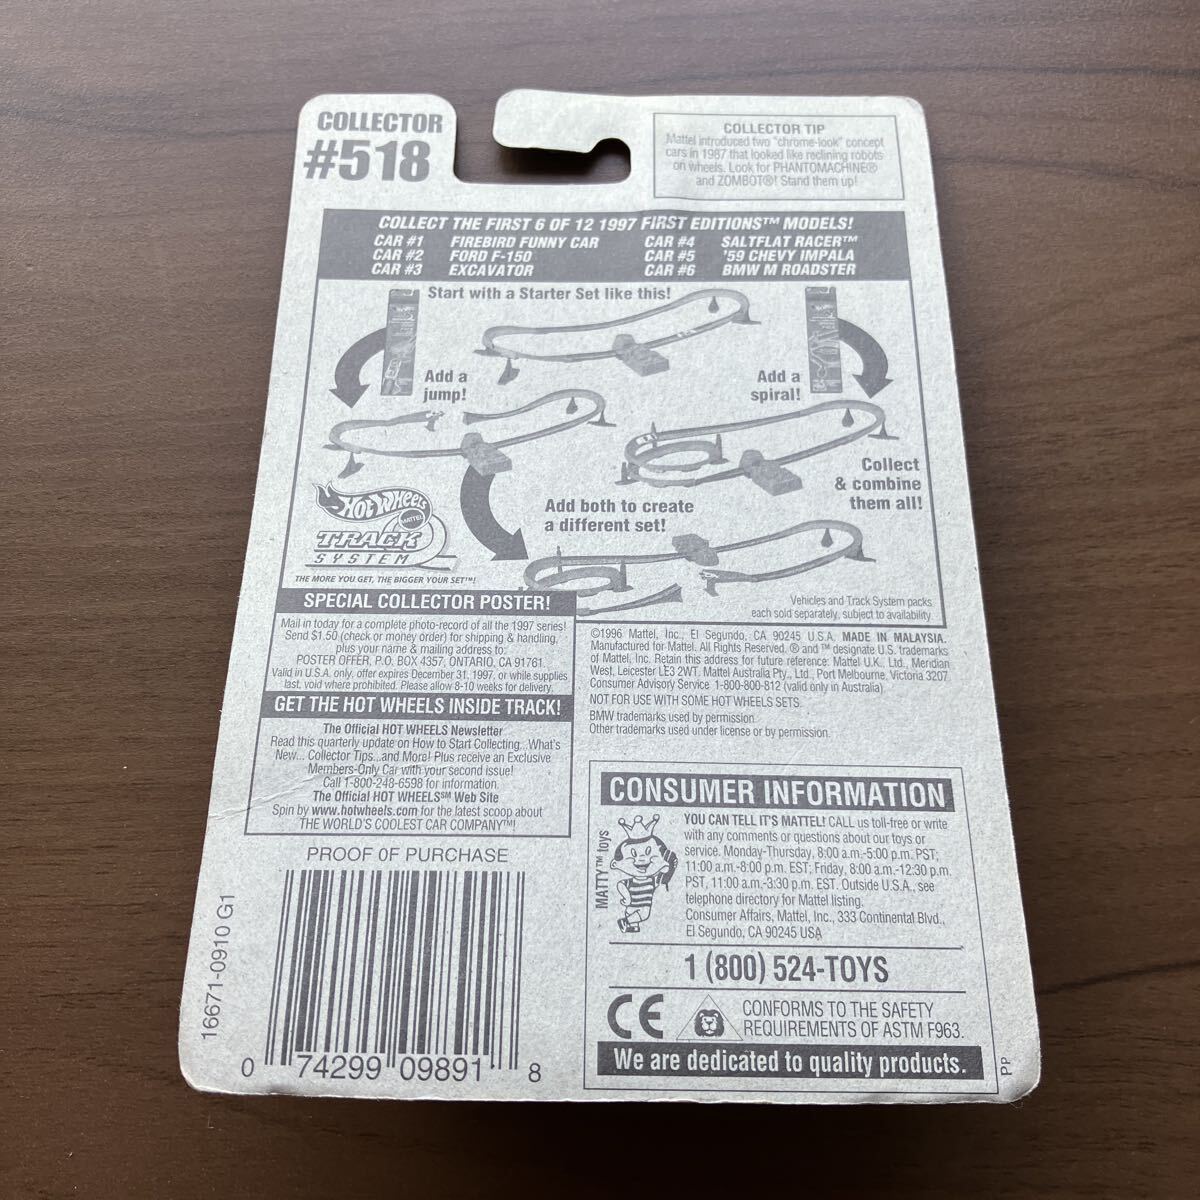 COLLECTOR
#518
COLLECTOR TIP
Mattel introduced two "chrome-look" concept
cars in 1987 that looked like reclining robots
on wheels. Look for PHANTOMACHINE®
and ZOMBOT®! Stand them up!
COLLECT THE FIRST 6 OF 12 1997 FIRST EDITIONS™ MODELS!
CAR #1 FIREBIRD FUNNY CAR
CAR #2 FORD F-150
CAR #3 EXCAVATOR
CAR #4 SALTFLAT RACER™
CAR #5 '59 CHEVY IMPALA
CAR #6 BMW M ROADSTER
Start with a Starter Set like this!
Add a
jump!
Add a
spiral!
Collect
& combine
them all!
Add both to create
a different set!
HOT WHEELS
MATTEL
TRACK
SYSTEM
THE MORE YOU GET, THE BIGGER YOUR SET™!
Vehicles and Track System packs
each sold separately, subject to availability.
SPECIAL COLLECTOR POSTER!
Mail in today for a complete photo-record of all the 1997 series!
Send $1.50 (check or money order) for shipping & handling,
plus your name & mailing address to:
POSTER OFFER, P.O. BOX 4357, ONTARIO, CA 91761.
Valid in U.S.A. only, offer expires December 31, 1997, or while supplies
last, void where prohibited. Please allow 8-10 weeks for delivery.
GET THE HOT WHEELS INSIDE TRACK!
The Official HOT WHEELS Newsletter
Read this quarterly update on How to Start Collecting...What's
New... Collector Tips...and More! Plus receive an Exclusive
Members-Only Car with your second issue!
Call 1-800-248-6598 for information.
The Official HOT WHEELS℠ Web Site
Spin by www.hotwheels.com for the latest scoop about
THE WORLD'S COOLEST CAR COMPANY™!
©1996 Mattel, Inc., El Segundo, CA 90245 U.S.A. MADE IN MALAYSIA.
Manufactured for Mattel. All Rights Reserved. ® and ™ designate U.S. trademarks
of Mattel, Inc. Retain this address for future reference: Mattel U.K., Ltd., Meridian
West, Leicester LE3 2WT. Mattel Australia Pty., Ltd., Port Melbourne, Victoria 3207.
Consumer Advisory Service 1-800-800-812 (valid only in Australia).
NOT FOR USE WITH SOME HOT WHEELS SETS.
BMW trademarks used by permission.
Other trademarks used under license or by permission.
PROOF OF PURCHASE
16671-0910 G1
0 74299 09891 8
CONSUMER INFORMATION
MATTY™ toys
YOU CAN TELL IT'S MATTEL! CALL us toll-free or write
with any comments or questions about our toys or
service. Monday-Thursday, 8:00 a.m.-5:00 p.m. PST;
11:00 a.m.-8:00 p.m. EST; Friday, 8:00 a.m.-12:30 p.m.
PST, 11:00 a.m.-3:30 p.m. EST. Outside U.S.A., see
telephone directory for Mattel listing.
Consumer Affairs, Mattel, Inc., 333 Continental Blvd.,
El Segundo, CA 90245 USA
1 (800) 524-TOYS
CE
CONFORMS TO THE SAFETY
REQUIREMENTS OF ASTM F963.
We are dedicated to quality products.
PP